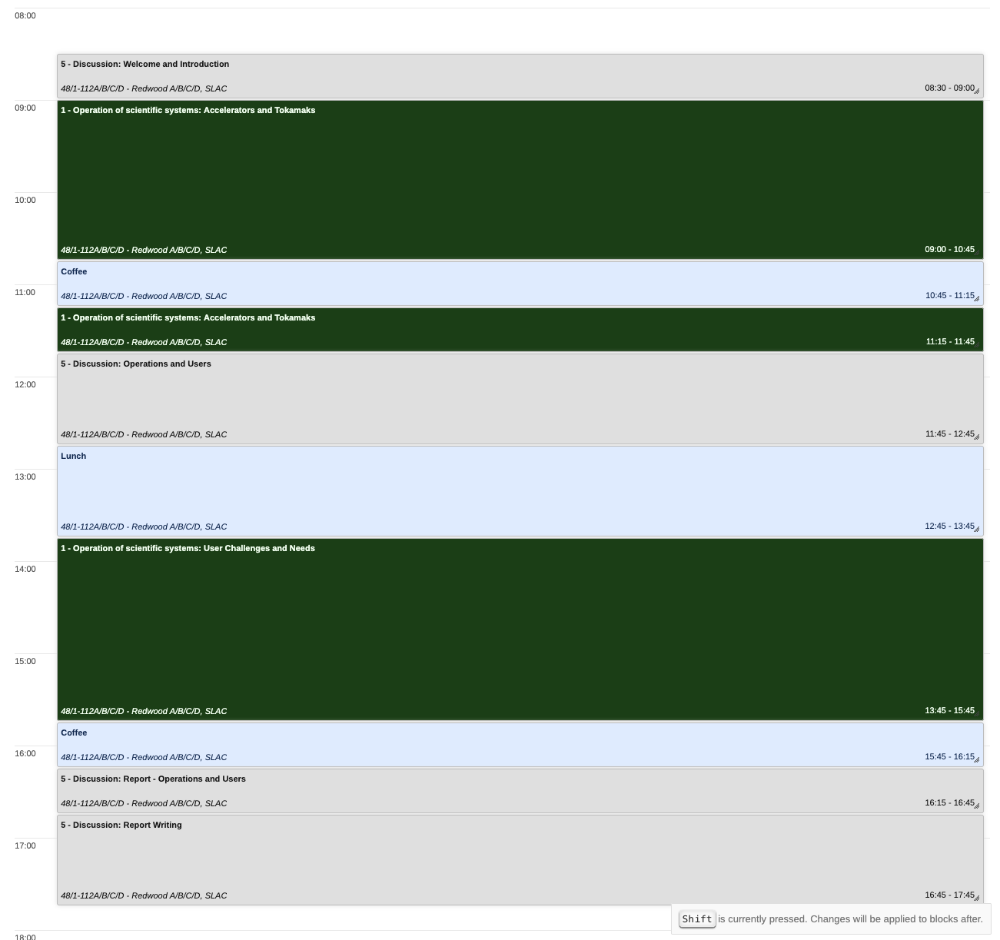 08:00
5 - Discussion: Welcome and Introduction
48/1-112A/B/C/D - Redwood A/B/C/D, SLAC 08:30 - 09:00
09:00
1 - Operation of scientific systems: Accelerators and Tokamaks
10:00
48/1-112A/B/C/D - Redwood A/B/C/D, SLAC 09:00 - 10:45
Coffee
11:00
48/1-112A/B/C/D - Redwood A/B/C/D, SLAC 10:45 - 11:15
1 - Operation of scientific systems: Accelerators and Tokamaks
48/1-112A/B/C/D - Redwood A/B/C/D, SLAC 11:15 - 11:45
5 - Discussion: Operations and Users
12:00
48/1-112A/B/C/D - Redwood A/B/C/D, SLAC 11:45 - 12:45
Lunch
13:00
48/1-112A/B/C/D - Redwood A/B/C/D, SLAC 12:45 - 13:45
1 - Operation of scientific systems: User Challenges and Needs
14:00
15:00
48/1-112A/B/C/D - Redwood A/B/C/D, SLAC 13:45 - 15:45
Coffee
16:00
48/1-112A/B/C/D - Redwood A/B/C/D, SLAC 15:45 - 16:15
5 - Discussion: Report - Operations and Users
48/1-112A/B/C/D - Redwood A/B/C/D, SLAC 16:15 - 16:45
5 - Discussion: Report Writing
17:00
48/1-112A/B/C/D - Redwood A/B/C/D, SLAC 16:45 - 17:45
Shift is currently pressed. Changes will be applied to blocks after.
18:00